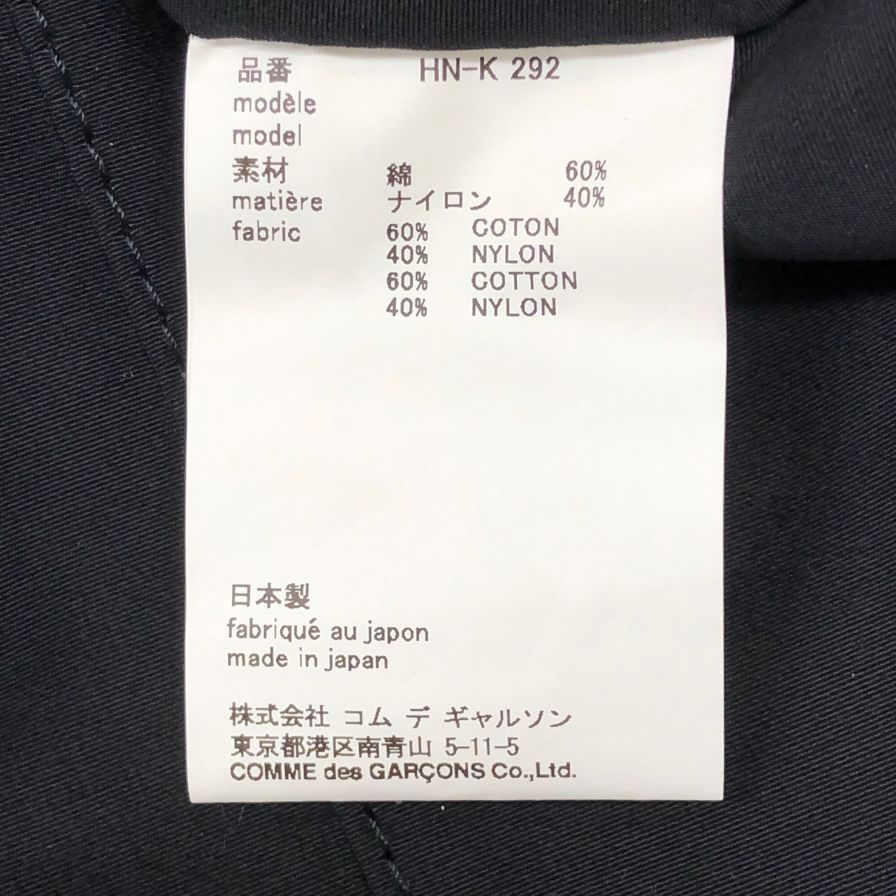 品番 HN-K 292
modèle
model
素材 綿 60%
matière ナイロン 40%
fabric 60% COTON
40% NYLON
60% COTTON
40% NYLON
日本製
fabriqué au japon
made in japan
株式会社 コム デ ギャルソン
東京都港区南青山 5-11-5
COMME des GARÇONS Co.,Ltd.